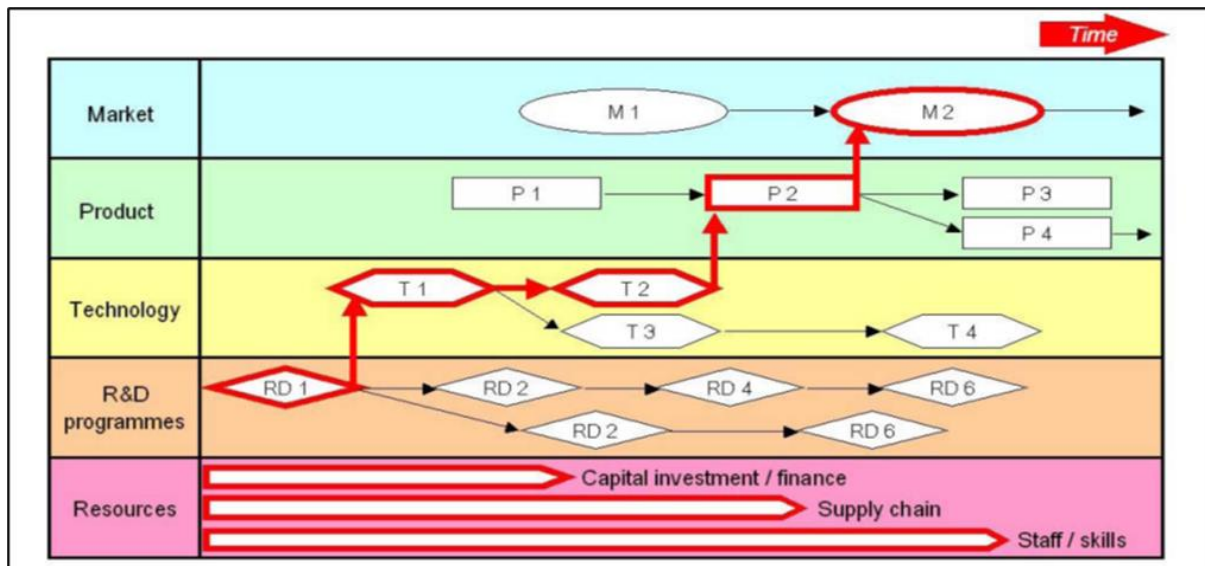 Time
Market
M 1
M 2
Product
P 1
P 2
P 3
P 4
Technology
T 1
T 2
T 3
T 4
R&D
programmes
RD 1
RD 2
RD 4
RD 6
RD 2
RD 6
Resources
Capital investment / finance
Supply chain
Staff / skills